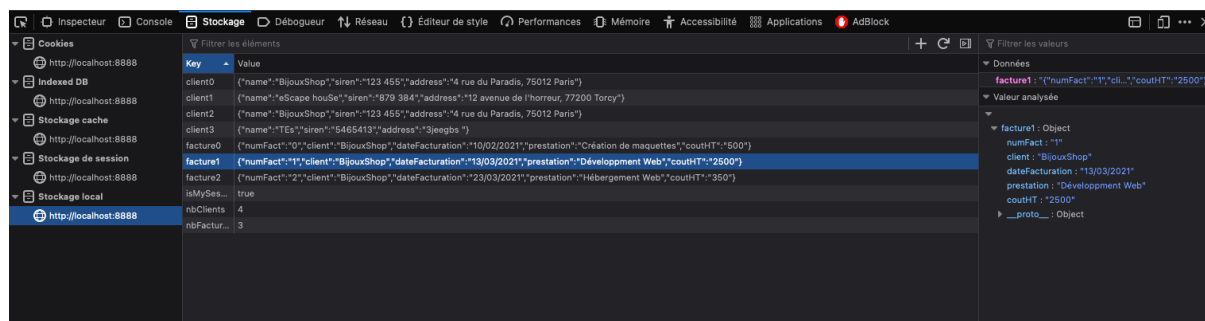 Inspecteur Console Stockage Débogueur Réseau Éditeur de style Performances Mémoire Accessibilité Applications AdBlock
Cookies
http://localhost:8888
Indexed DB
http://localhost:8888
Stockage cache
http://localhost:8888
Stockage de session
http://localhost:8888
Stockage local
http://localhost:8888
Filtrer les éléments
Key Value
client0 {"name":"BijouxShop","siren":"123 455","address":"4 rue du Paradis, 75012 Paris"}
client1 {"name":"eScape houSe","siren":"879 384","address":"12 avenue de l'horreur, 77200 Torcy"}
client2 {"name":"BijouxShop","siren":"123 455","address":"4 rue du Paradis, 75012 Paris"}
client3 {"name":"TEs","siren":"5465413","address":"3jeegbs "}
facture0 {"numFact":"0","client":"BijouxShop","dateFacturation":"10/02/2021","prestation":"Création de maquettes","coutHT":"500"}
facture1 {"numFact":"1","client":"BijouxShop","dateFacturation":"13/03/2021","prestation":"Développment Web","coutHT":"2500"}
facture2 {"numFact":"2","client":"BijouxShop","dateFacturation":"23/03/2021","prestation":"Hébergement Web","coutHT":"350"}
isMySes... true
nbClients 4
nbFactur... 3
Filtrer les valeurs
Données
facture1 : "{"numFact":"1","cli...","coutHT":"2500"}
Valeur analysée
facture1 : Object
numFact : "1"
client : "BijouxShop"
dateFacturation : "13/03/2021"
prestation : "Développment Web"
coutHT : "2500"
__proto__ : Object